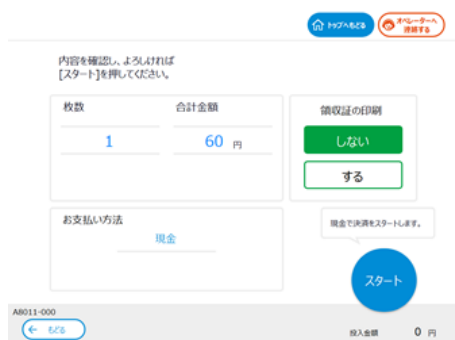 トップへもどる
オペレーターへ
連絡する
内容を確認し、よろしければ
[スタート]を押してください。
枚数
合計金額
領収証の印刷
1
60 円
しない
する
お支払い方法
現金
現金で決済をスタートします。
スタート
A8011-000
← もどる
投入金額 0 円